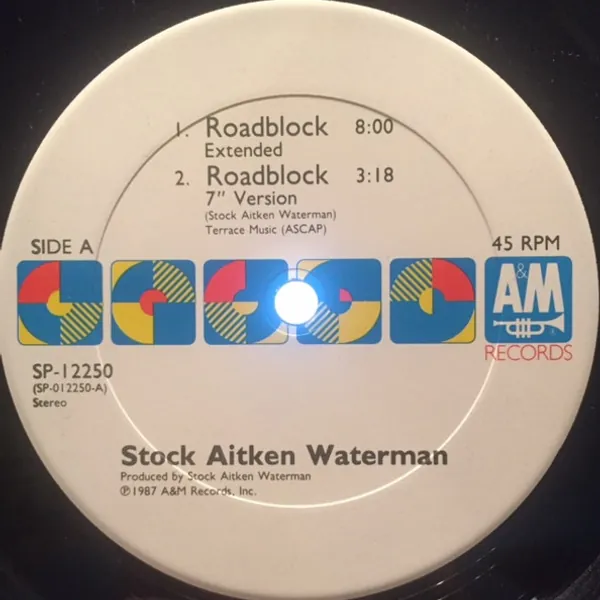 1. Roadblock 8:00
Extended
2. Roadblock 3:18
7" Version
(Stock Aitken Waterman)
Terrace Music (ASCAP)
SIDE A
45 RPM
&
A&M
RECORDS
SP-12250
(SP-012250-A)
Stereo
Stock Aitken Waterman
Produced by Stock Aitken Waterman
℗1987 A&M Records, Inc.